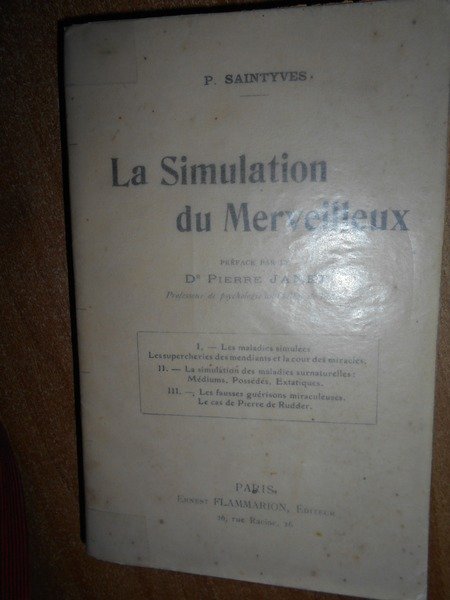 P. SAINTYVES
La Simulation
du Merveilleux
PRÉFACE PAR LE
Dr PIERRE JANET
Professeur de psychologie
I. — Les maladies simulées
Les supercheries des mendiants et la cour des miracles.
II. — La simulation des maladies surnaturelles :
Médiums, Possédés, Extatiques.
III. —, Les fausses guérisons miraculeuses.
Le cas de Pierre de Rudder.
PARIS,
ERNEST FLAMMARION, ÉDITEUR
26, rue Racine, 26